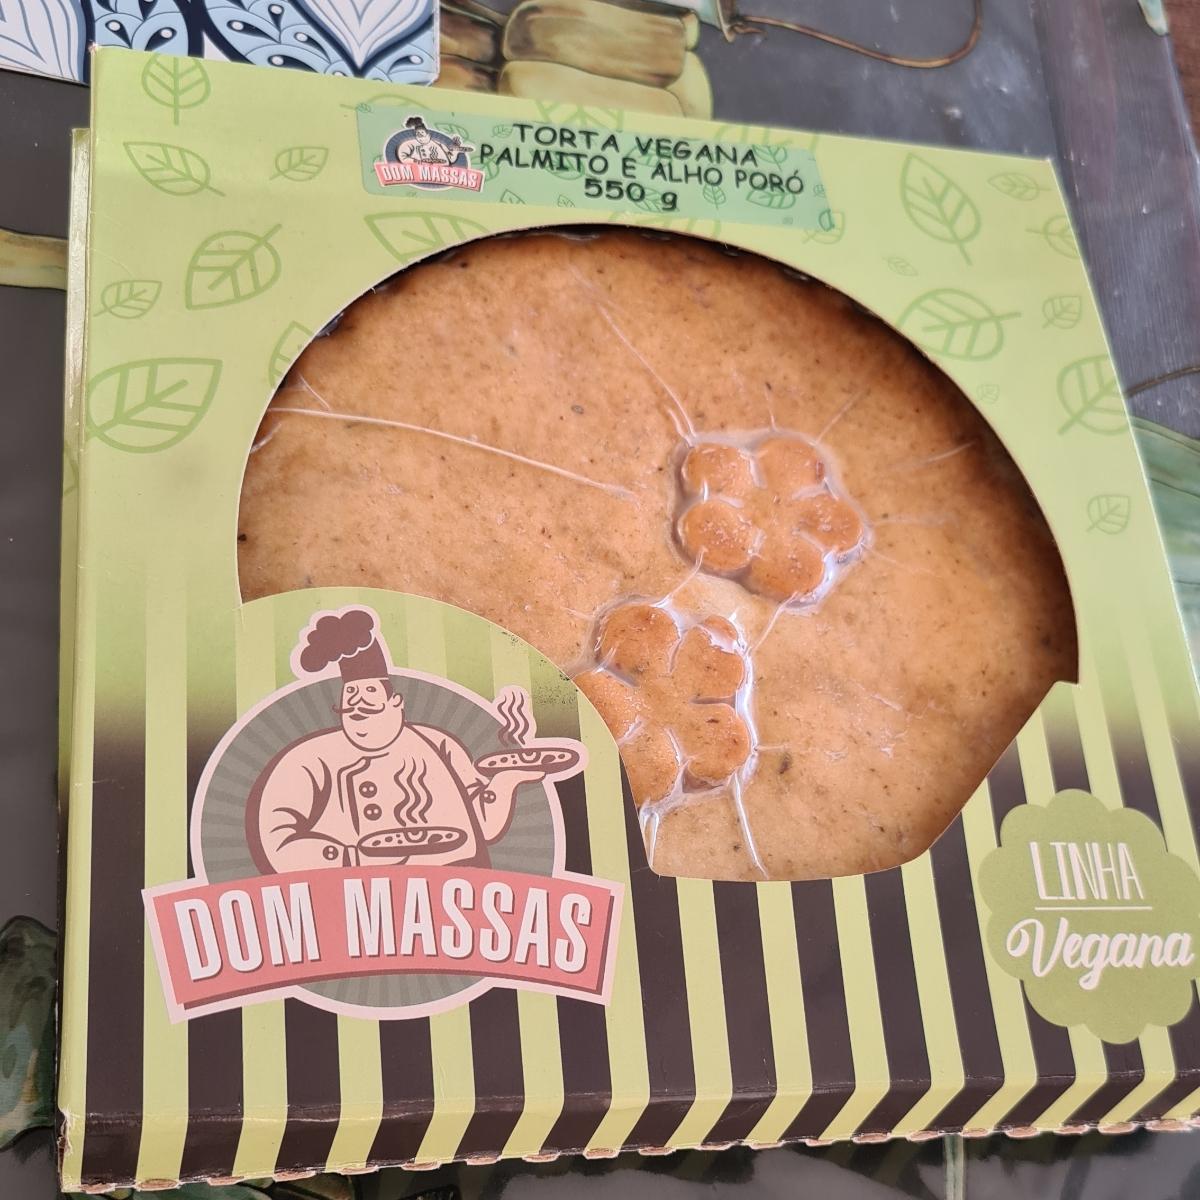 TORTA VEGANA
PALMITO E ALHO PORÓ
550 g
DOM MASSAS
DOM MASSAS
LINHA
Vegana